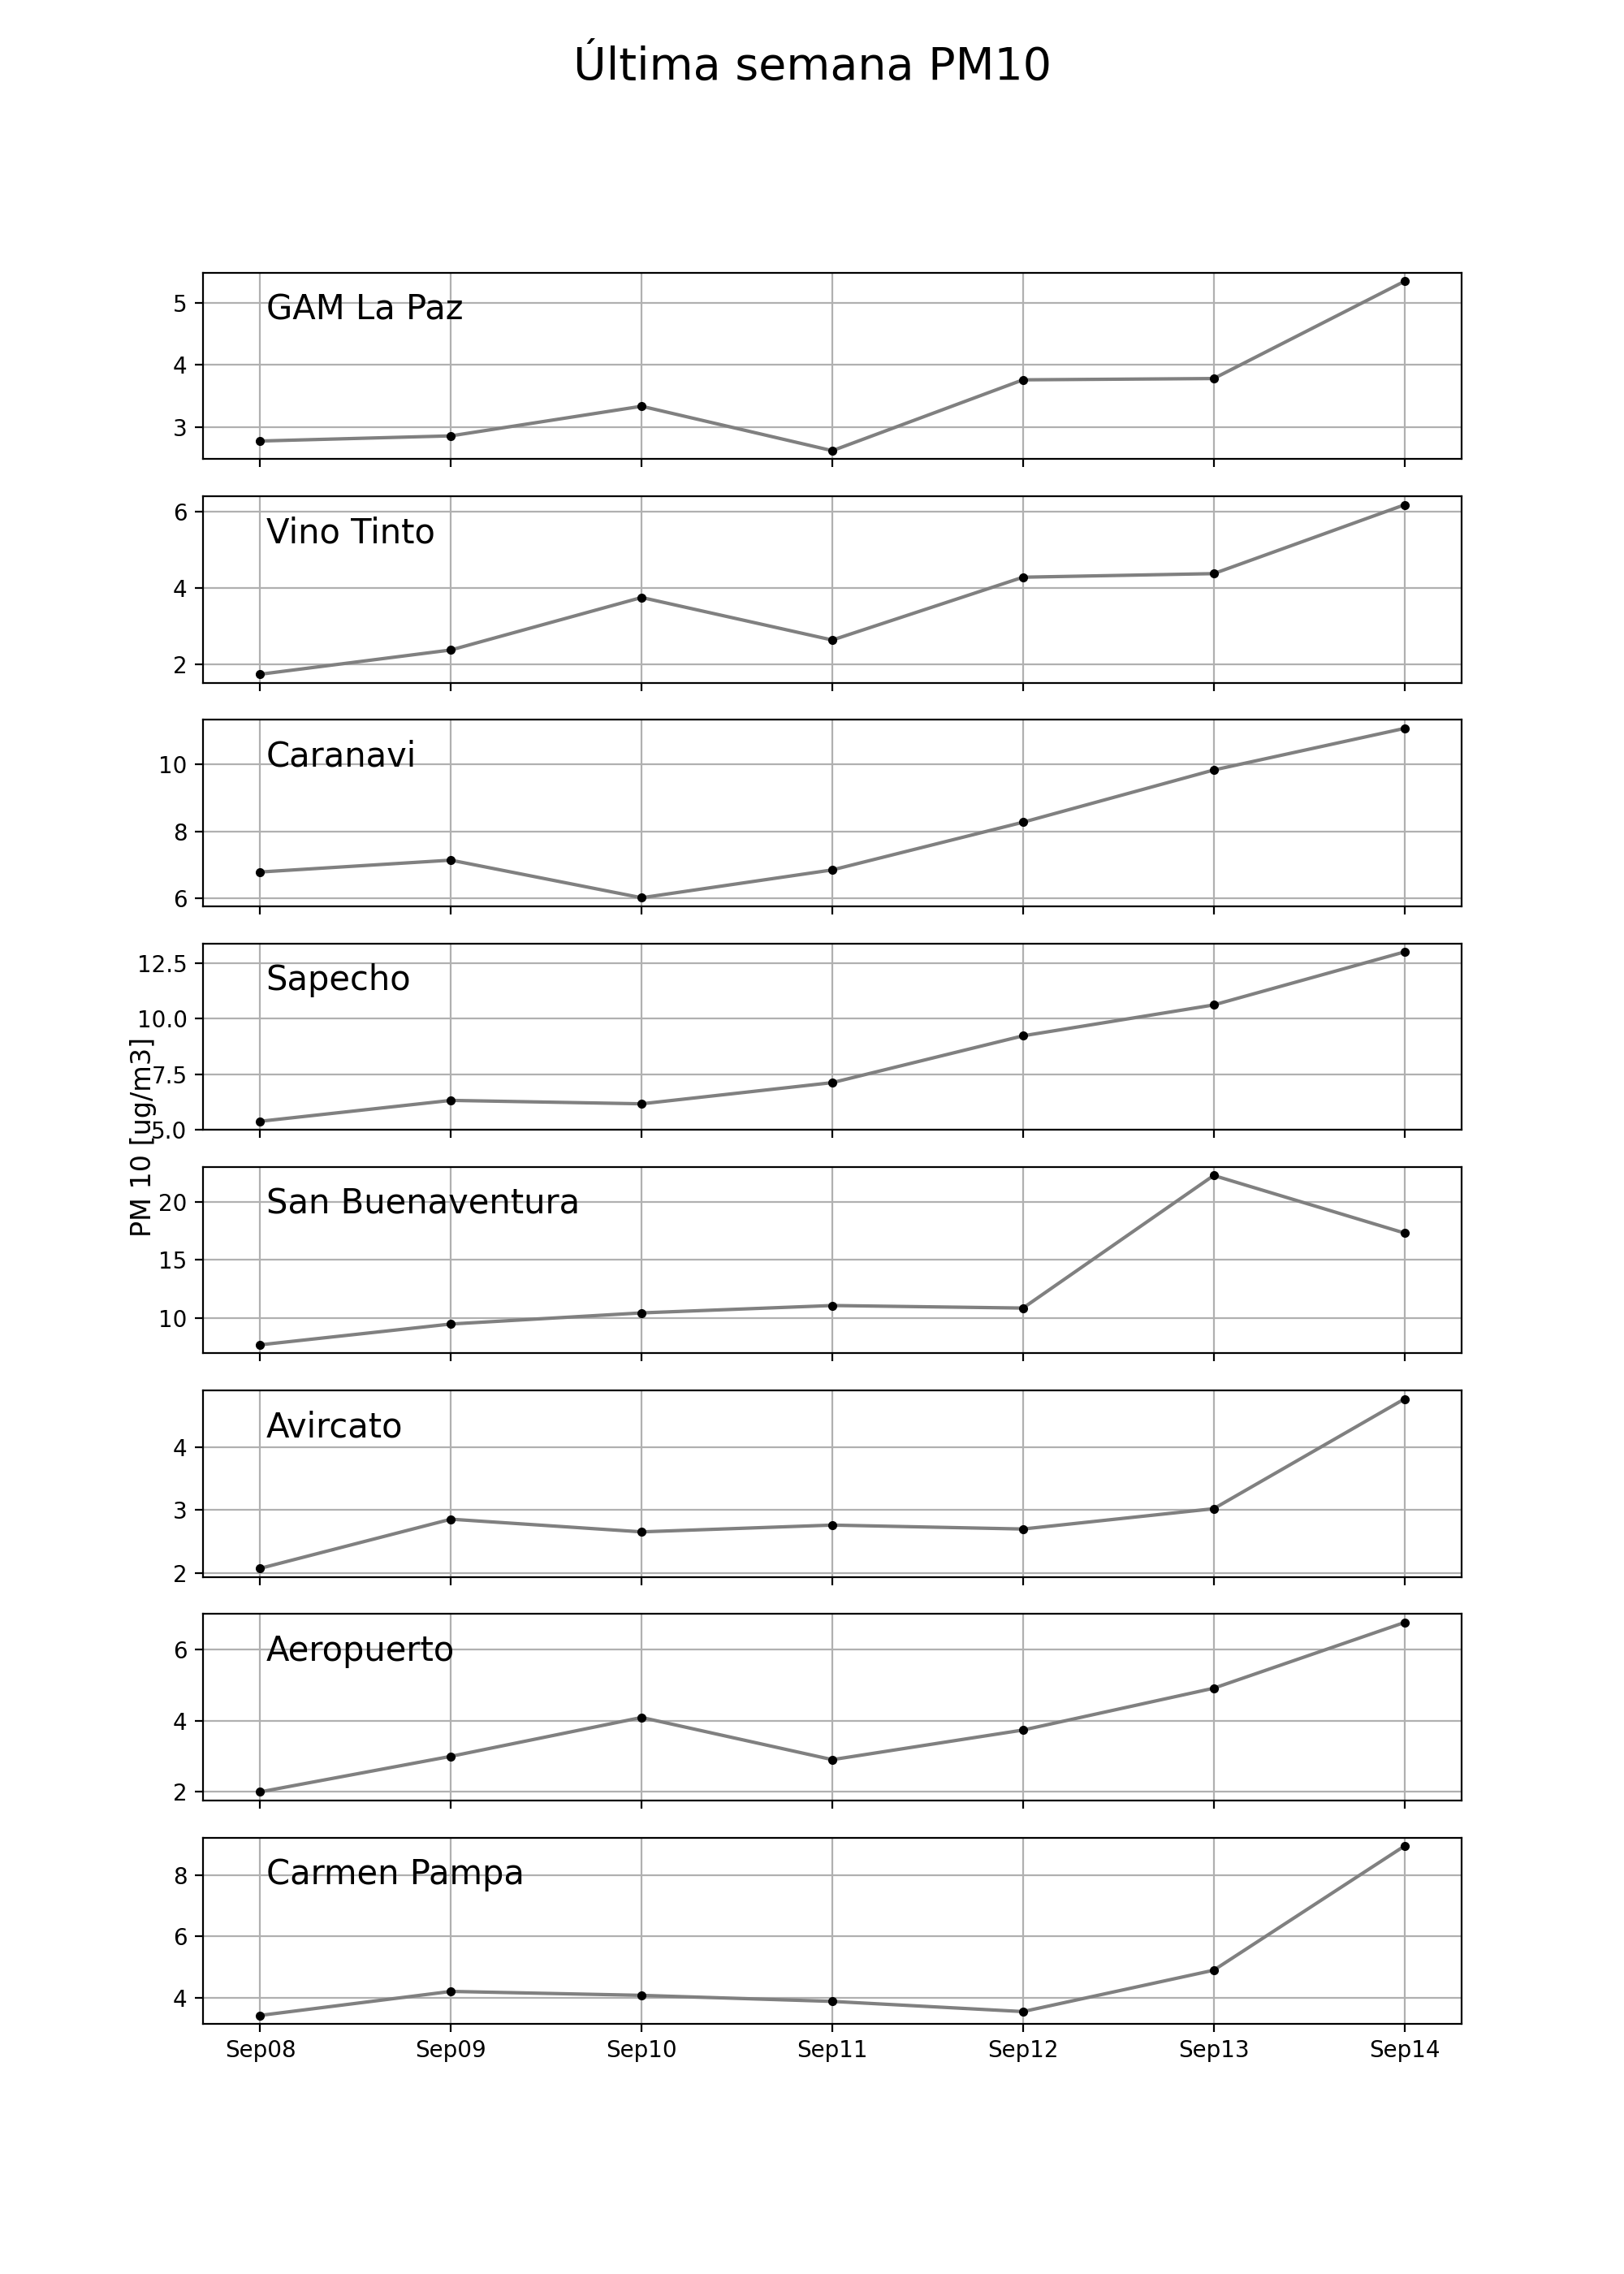 Última semana PM10
GAM La Paz
5
4
3
Vino Tinto
6
4
2
Caranavi
10
8
6
Sapecho
12.5
10.0
7.5
5.0
PM 10 [ug/m3]
San Buenaventura
20
15
10
Avircato
4
3
2
Aeropuerto
6
4
2
Carmen Pampa
8
6
4
Sep08 Sep09 Sep10 Sep11 Sep12 Sep13 Sep14